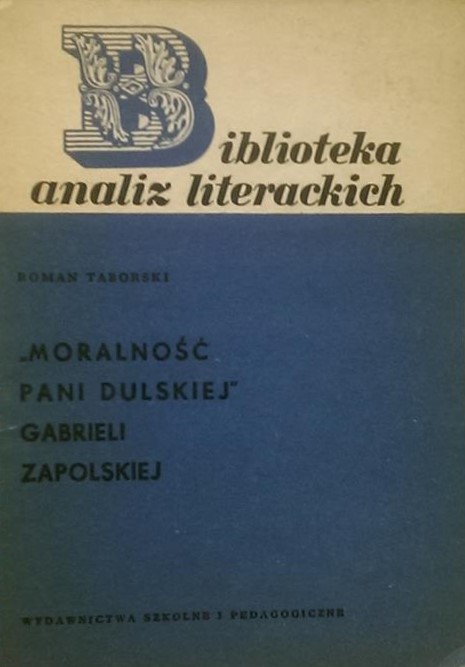 Biblioteka
analiz literackich
ROMAN TABORSKI
„MORALNOŚĆ
PANI DULSKIEJ"
GABRIELI
ZAPOLSKIEJ
WYDAWNICTWA SZKOLNE I PEDAGOGICZNE